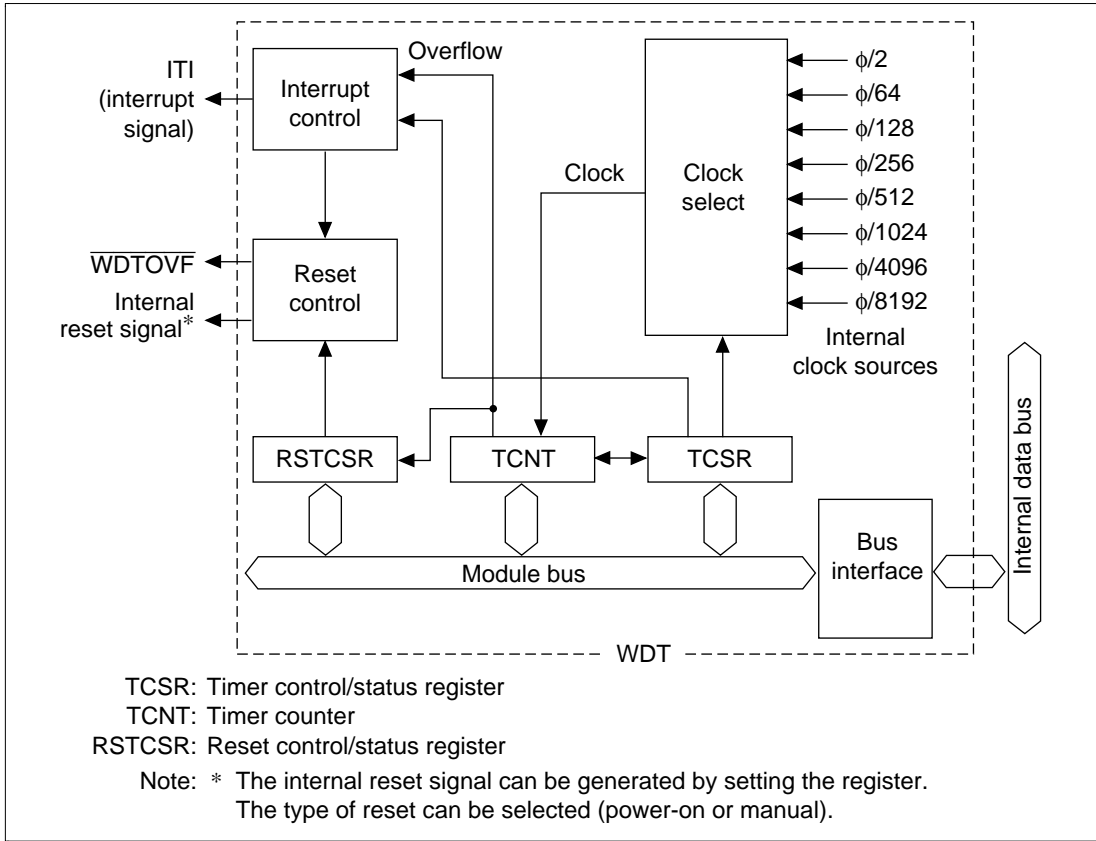 Overflow
ITI
(interrupt
signal)
Interrupt
control
Clock
Clock
select
ϕ/2
ϕ/64
ϕ/128
ϕ/256
ϕ/512
ϕ/1024
ϕ/4096
ϕ/8192
Internal
clock sources
WDTOVF
Internal
reset signal*
Reset
control
RSTCSR
TCNT
TCSR
Module bus
Bus
interface
Internal data bus
WDT
TCSR: Timer control/status register
TCNT: Timer counter
RSTCSR: Reset control/status register
Note: * The internal reset signal can be generated by setting the register.
The type of reset can be selected (power-on or manual).